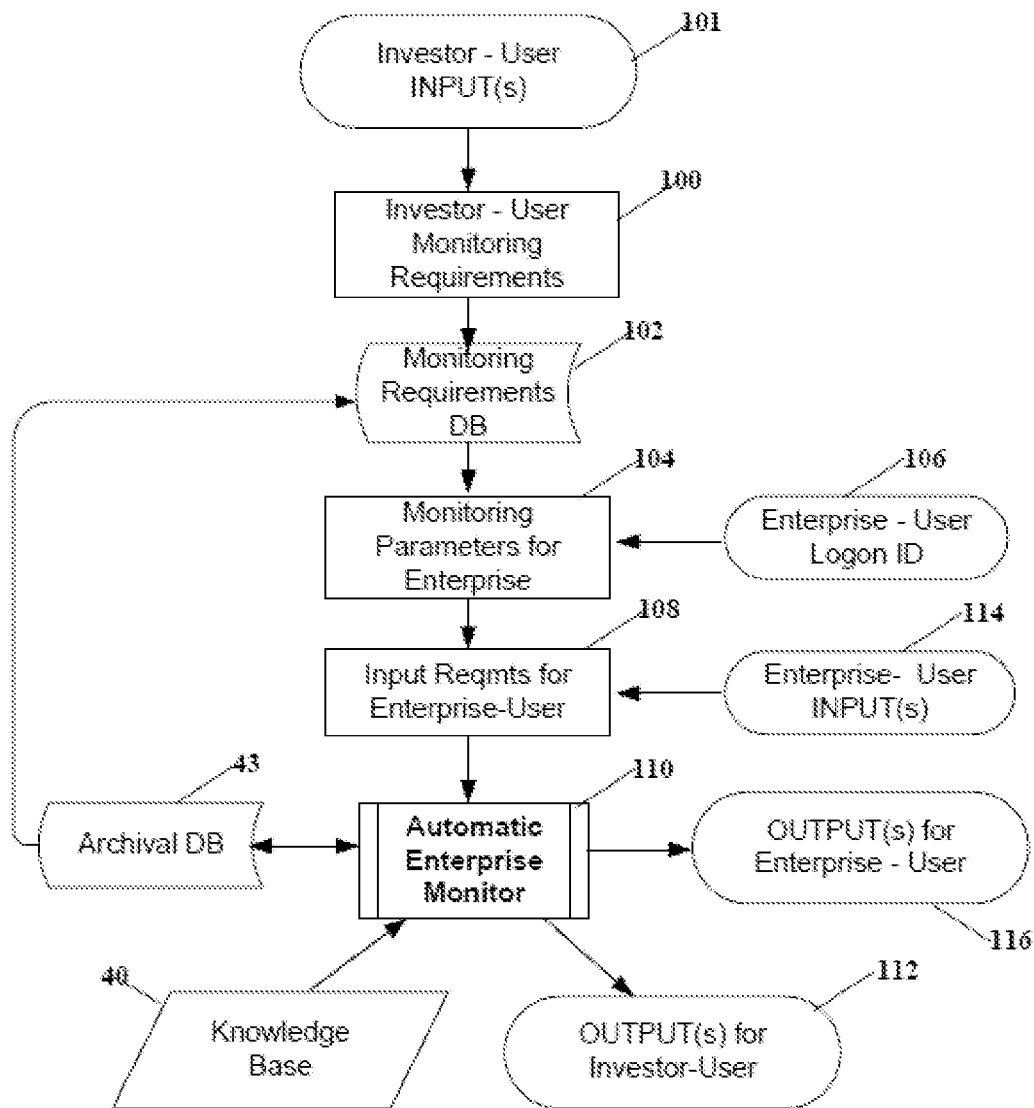 101
Investor - User
INPUT(s)
100
Investor - User
Monitoring
Requirements
102
Monitoring
Requirements
DB
104
Monitoring
Parameters for
Enterprise
106
Enterprise - User
Logon ID
108
Input Reqmts for
Enterprise-User
114
Enterprise- User
INPUT(s)
43
Archival DB
110
Automatic
Enterprise
Monitor
OUTPUT(s) for
Enterprise - User
116
40
Knowledge
Base
112
OUTPUT(s) for
Investor-User